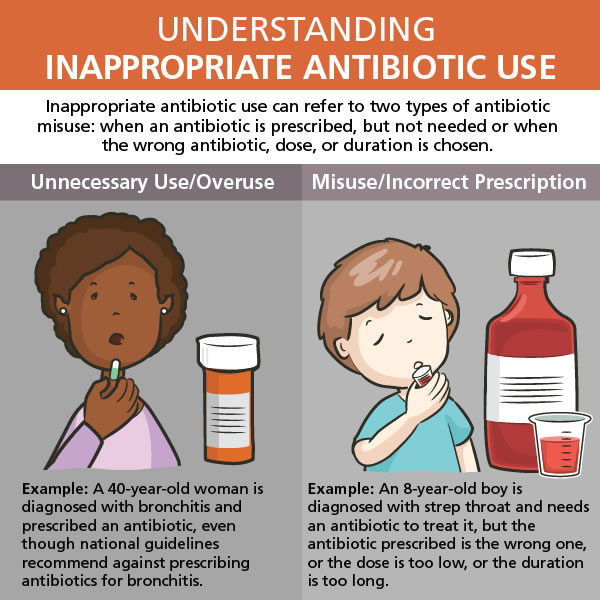 UNDERSTANDING
INAPPROPRIATE ANTIBIOTIC USE
Inappropriate antibiotic use can refer to two types of antibiotic
misuse: when an antibiotic is prescribed, but not needed or when
the wrong antibiotic, dose, or duration is chosen.
Unnecessary Use/Overuse
Misuse/Incorrect Prescription
Example: A 40-year-old woman is
diagnosed with bronchitis and
prescribed an antibiotic, even
though national guidelines
recommend against prescribing
antibiotics for bronchitis.
Example: An 8-year-old boy is
diagnosed with strep throat and needs
an antibiotic to treat it, but the
antibiotic prescribed is the wrong one,
or the dose is too low, or the duration
is too long.